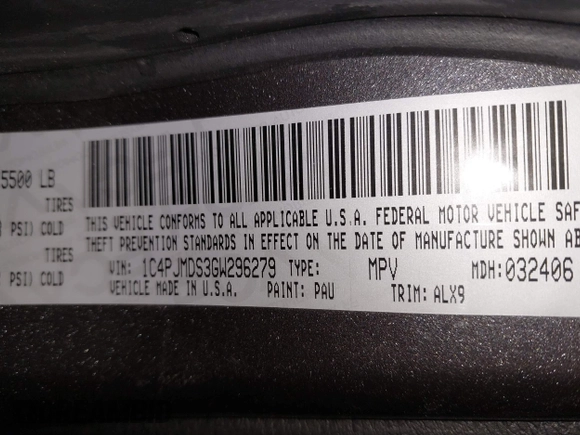 5500 LB
TIRES
PSI) COLD
TIRES
PSI) COLD
THIS VEHICLE CONFORMS TO ALL APPLICABLE U.S.A. FEDERAL MOTOR VEHICLE SAF
THEFT PREVENTION STANDARDS IN EFFECT ON THE DATE OF MANUFACTURE SHOWN AB
VIN: 1C4PJMDS3GW296279 TYPE: MPV MDH:032406
VEHICLE MADE IN U.S.A. PAINT: PAU TRIM: ALX9